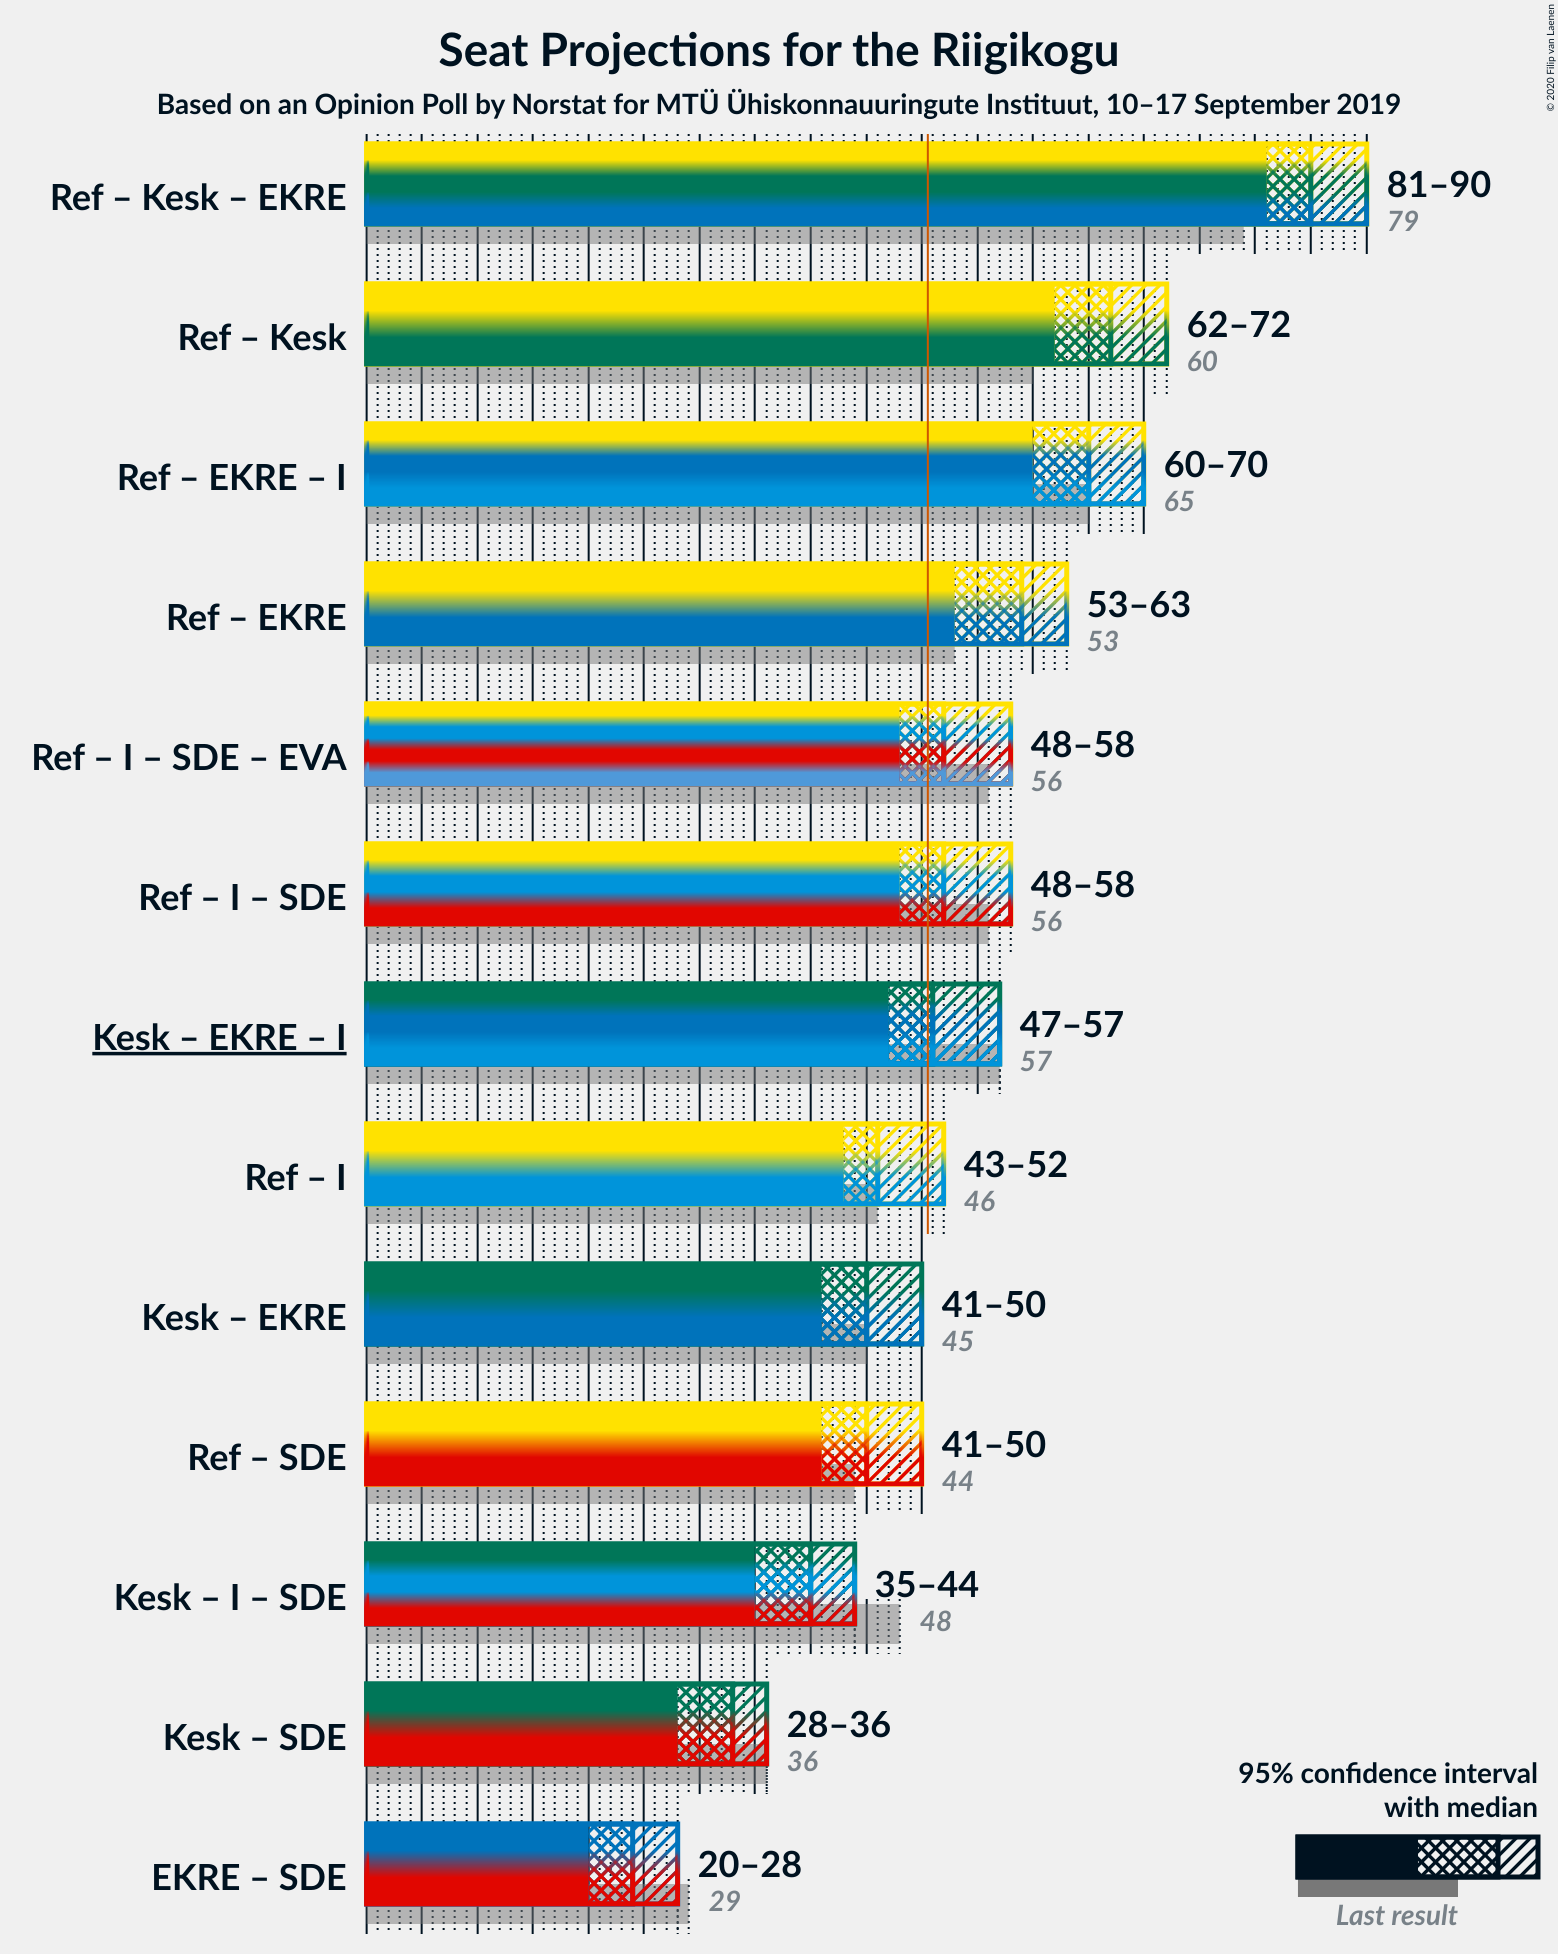 Seat Projections for the Riigikogu
Based on an Opinion Poll by Norstat for MTÜ Ühiskonnauuringute Instituut, 10–17 September 2019
© 2020 Filip van Laenen
Ref – Kesk – EKRE
81–90
79
Ref – Kesk
62–72
60
Ref – EKRE – I
60–70
65
Ref – EKRE
53–63
53
Ref – I – SDE – EVA
48–58
56
Ref – I – SDE
48–58
56
Kesk – EKRE – I
47–57
57
Ref – I
43–52
46
Kesk – EKRE
41–50
45
Ref – SDE
41–50
44
Kesk – I – SDE
35–44
48
Kesk – SDE
28–36
36
EKRE – SDE
20–28
29
95% confidence interval
with median
Last result